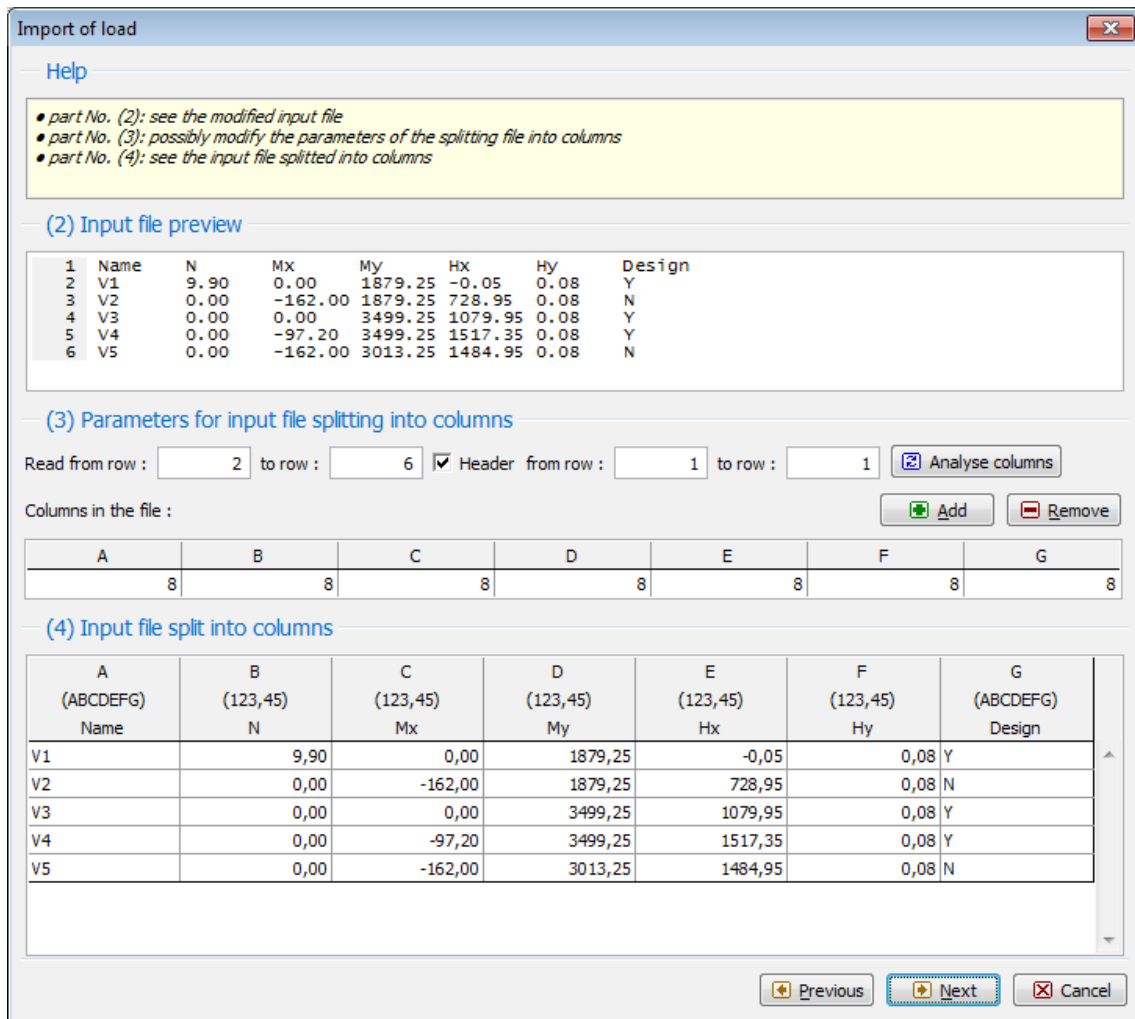 Import of load
Help
• part No. (2): see the modified input file
• part No. (3): possibly modify the parameters of the splitting file into columns
• part No. (4): see the input file splitted into columns
(2) Input file preview
1 Name N Mx My Hx Hy Design
2 V1 9.90 0.00 1879.25 -0.05 0.08 Y
3 V2 0.00 -162.00 1879.25 728.95 0.08 N
4 V3 0.00 0.00 3499.25 1079.95 0.08 Y
5 V4 0.00 -97.20 3499.25 1517.35 0.08 Y
6 V5 0.00 -162.00 3013.25 1484.95 0.08 N
(3) Parameters for input file splitting into columns
Read from row : 2 to row : 6 Header from row : 1 to row : 1 Analyse columns
Columns in the file : Add Remove
A B C D E F G
8 8 8 8 8 8 8
(4) Input file split into columns
A B C D E F G
(ABCDEFG) (123,45) (123,45) (123,45) (123,45) (123,45) (ABCDEFG)
Name N Mx My Hx Hy Design
V1 9,90 0,00 1879,25 -0,05 0,08 Y
V2 0,00 -162,00 1879,25 728,95 0,08 N
V3 0,00 0,00 3499,25 1079,95 0,08 Y
V4 0,00 -97,20 3499,25 1517,35 0,08 Y
V5 0,00 -162,00 3013,25 1484,95 0,08 N
Previous Next Cancel